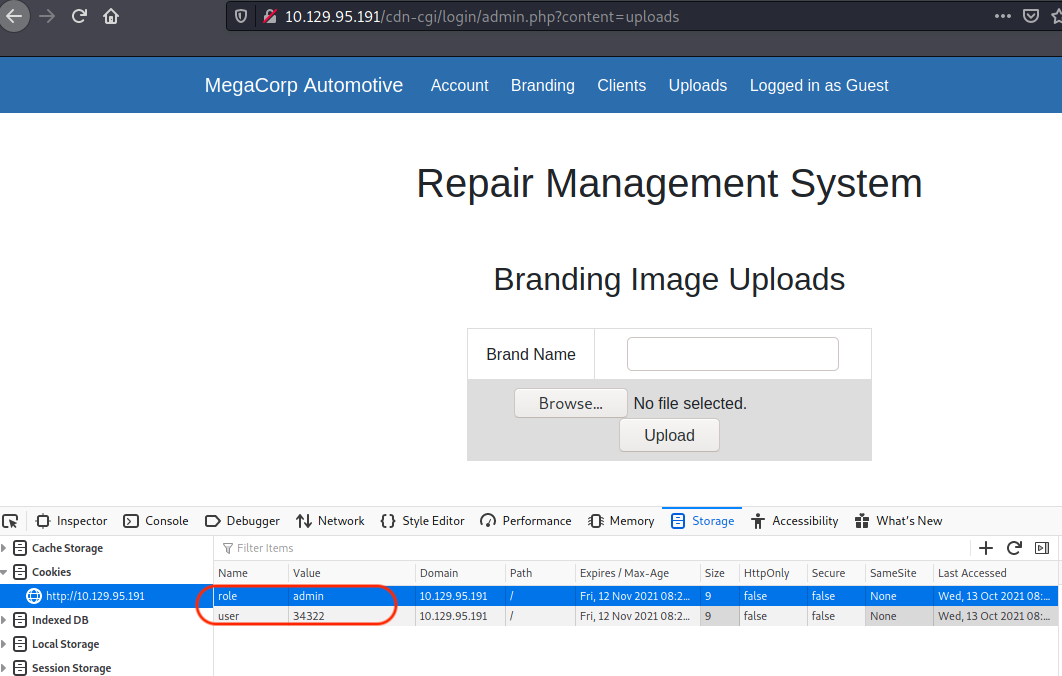 10.129.95.191/cdn-cgi/login/admin.php?content=uploads
MegaCorp Automotive Account Branding Clients Uploads Logged in as Guest
Repair Management System
Branding Image Uploads
Brand Name
Browse... No file selected.
Upload
Inspector Console Debugger Network Style Editor Performance Memory Storage Accessibility What's New
Cache Storage
Cookies
http://10.129.95.191
Indexed DB
Local Storage
Session Storage
Filter Items
Name Value Domain Path Expires / Max-Age Size HttpOnly Secure SameSite Last Accessed
role admin 10.129.95.191 / Fri, 12 Nov 2021 08:2... 9 false false None Wed, 13 Oct 2021 08:...
user 34322 10.129.95.191 / Fri, 12 Nov 2021 08:2... 9 false false None Wed, 13 Oct 2021 08:...